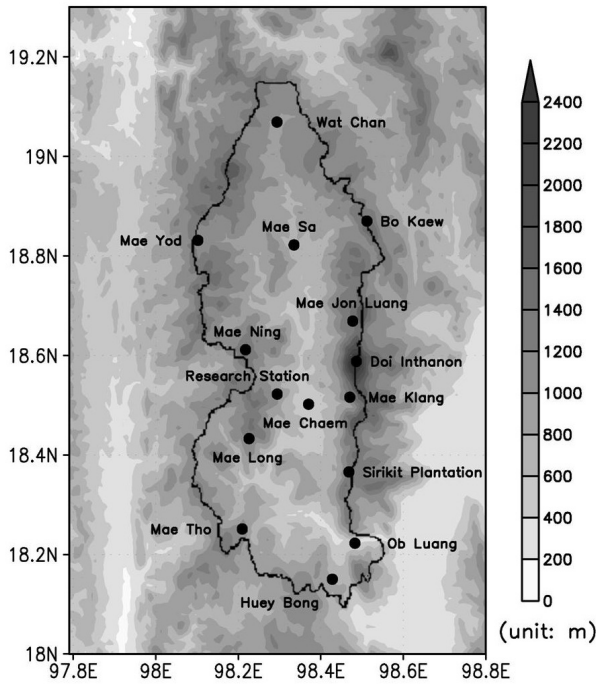 19.2N
2400
2200
Wat Chan
19N
2000
Bo Kaew
1800
Mae Sa
Mae Yod
18.8N
1600
Mae Jon Luang
1400
Mae Ning
18.6N
Doi Inthanon
1200
Research Station
Mae Klang
1000
Mae Chaem
800
18.4N
Mae Long
Sirikit Plantation
600
400
Mae Tho
Ob Luang
18.2N
200
Huey Bong
0
(unit: m)
18N
97.8E 98E 98.2E 98.4E 98.6E 98.8E